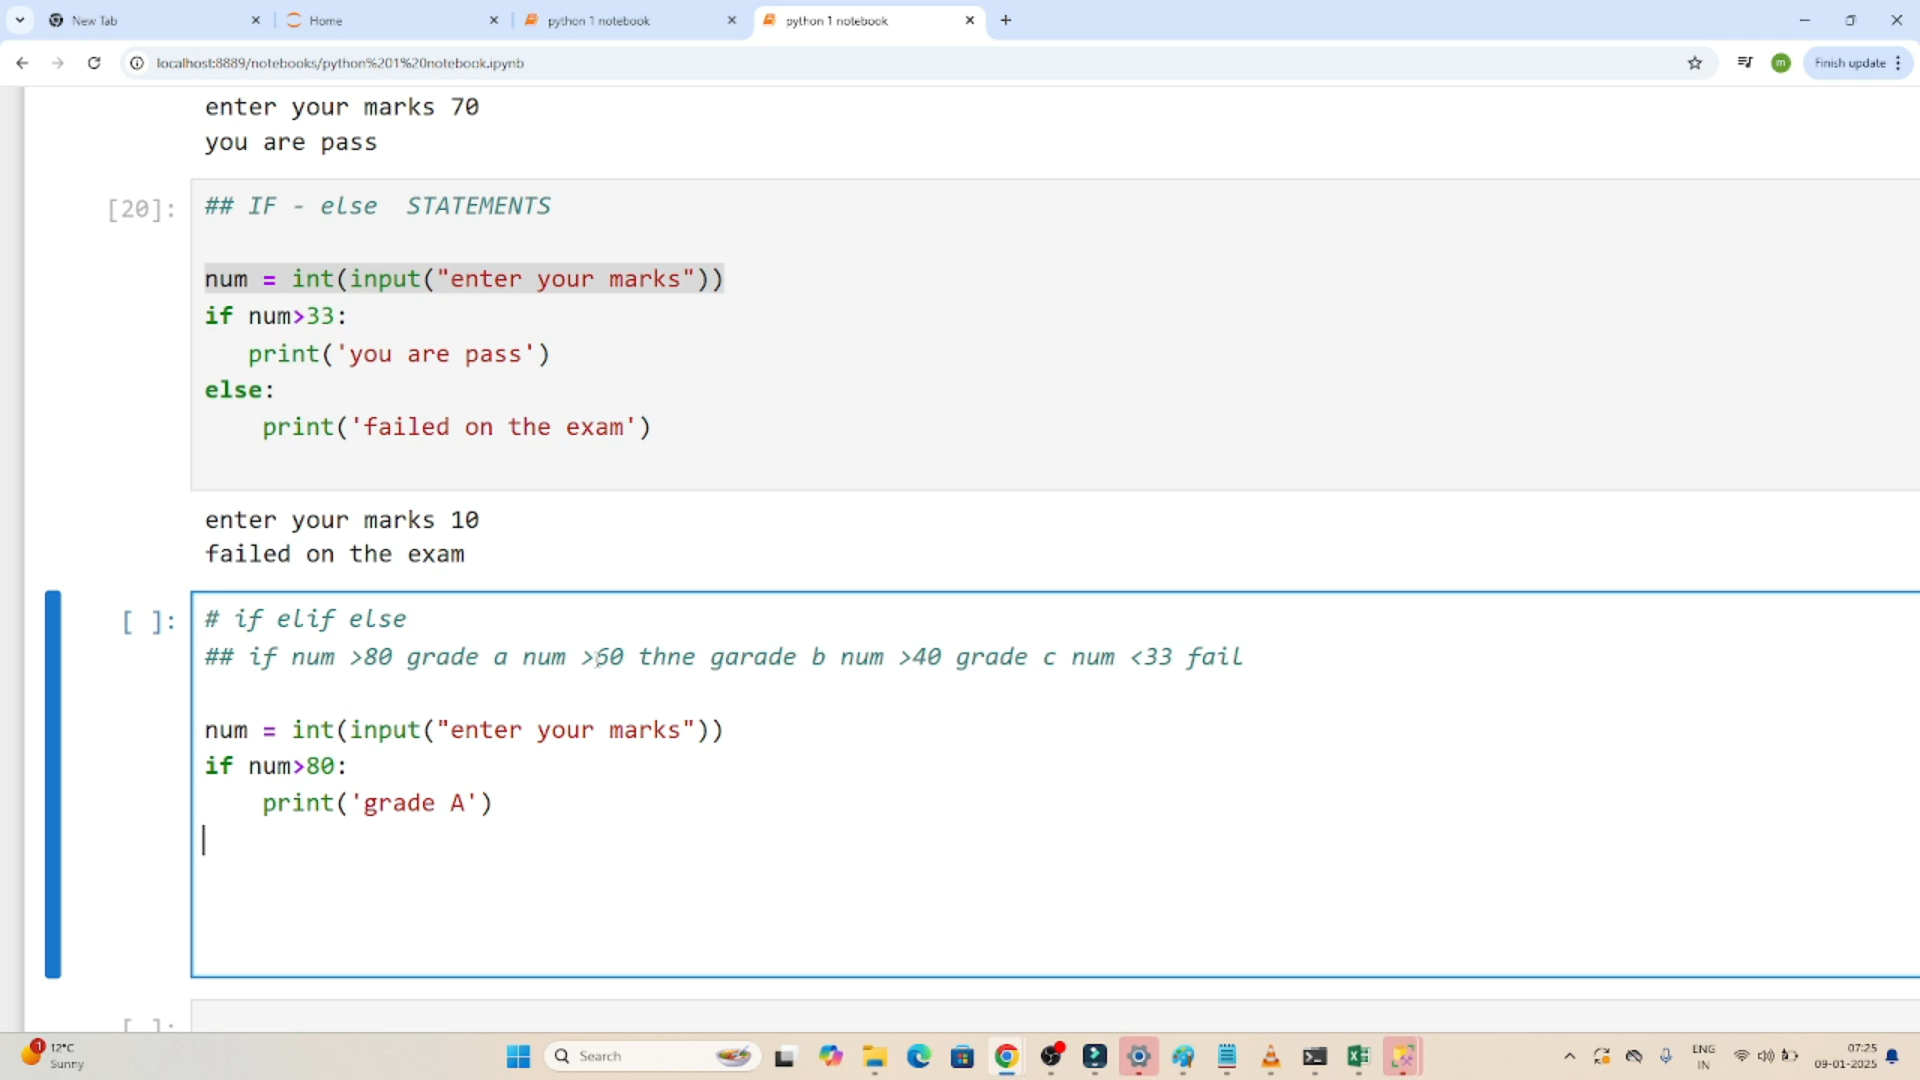 New Tab
Home
python 1 notebook
python 1 notebook
localhost:8889/notebooks/python%201%20notebook.ipynb
m
Finish update
enter your marks 70
you are pass
[20]:
## IF - else  STATEMENTS
num = int(input("enter your marks"))
if num>33:
print('you are pass')
else:
print('failed on the exam')
enter your marks 10
failed on the exam
[ ]:
# if elif else
## if num >80 grade a num >60 thne garade b num >40 grade c num <33 fail
num = int(input("enter your marks"))
if num>80:
print('grade A')
[ ]:
1
12°C
Sunny
Search
ENG
IN
07:25
09-01-2025